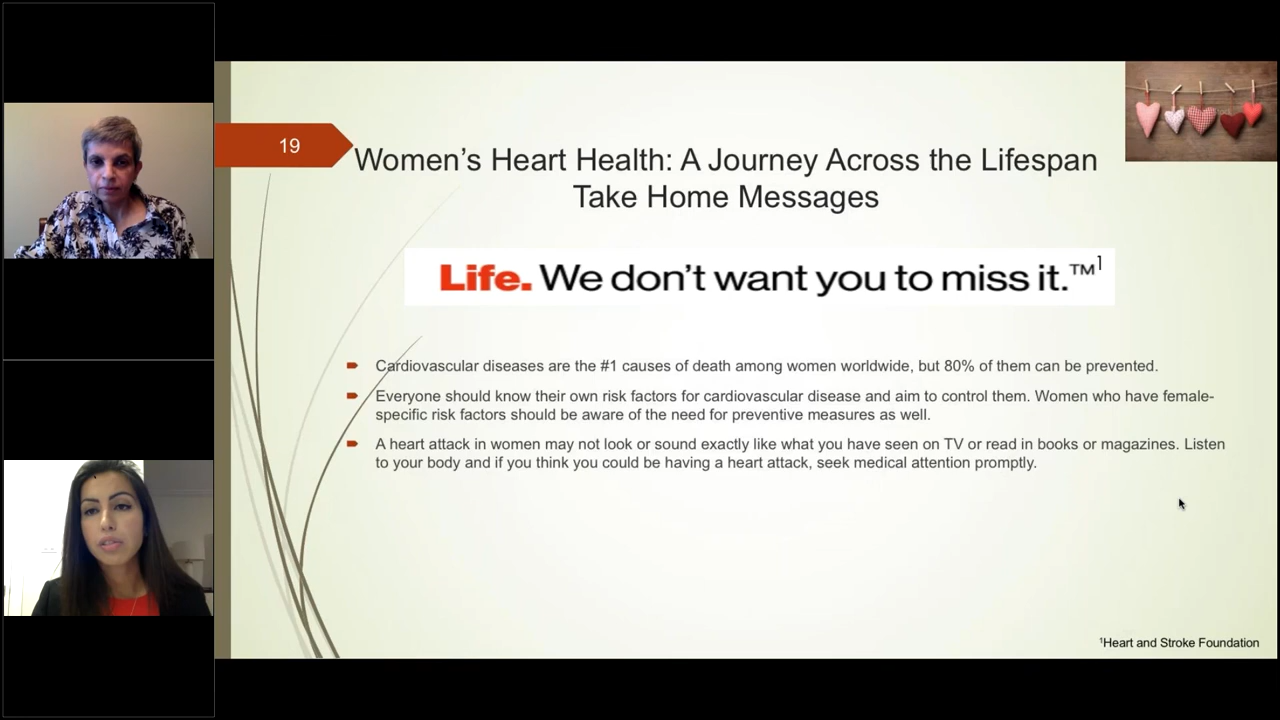 19
Women's Heart Health: A Journey Across the Lifespan
Take Home Messages
Life. We don't want you to miss it.™1
Cardiovascular diseases are the #1 causes of death among women worldwide, but 80% of them can be prevented.
Everyone should know their own risk factors for cardiovascular disease and aim to control them. Women who have female-
specific risk factors should be aware of the need for preventive measures as well.
A heart attack in women may not look or sound exactly like what you have seen on TV or read in books or magazines. Listen
to your body and if you think you could be having a heart attack, seek medical attention promptly.
1Heart and Stroke Foundation